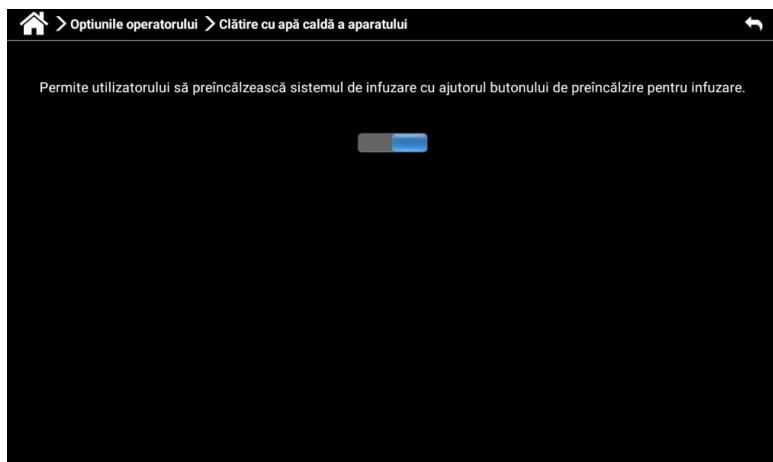 Optiunile operatorului Clătire cu apă caldă a aparatului
Permite utilizatorului să preîncălzească sistemul de infuzare cu ajutorul butonului de preîncălzire pentru infuzare.